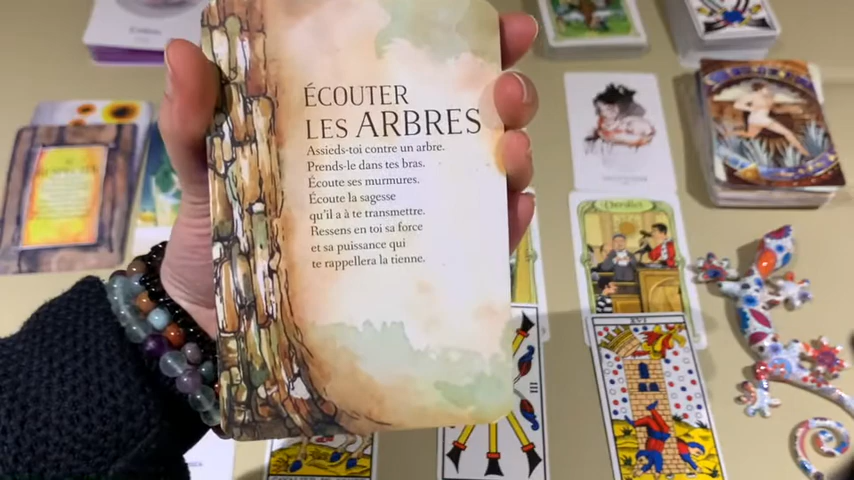 ÉCOUTER
LES ARBRES
Assieds-toi contre un arbre.
Prends-le dans tes bras.
Écoute ses murmures.
Écoute la sagesse
qu'il a à te transmettre.
Ressens en toi sa force
et sa puissance qui
te rappellera la tienne.
Verdict
XVI